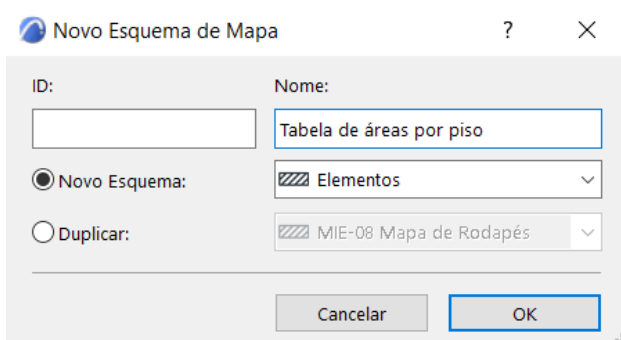 Novo Esquema de Mapa
?
ID:
Nome:
Tabela de áreas por piso
Novo Esquema:
Elementos
Duplicar:
MIE-08 Mapa de Rodapés
Cancelar
OK